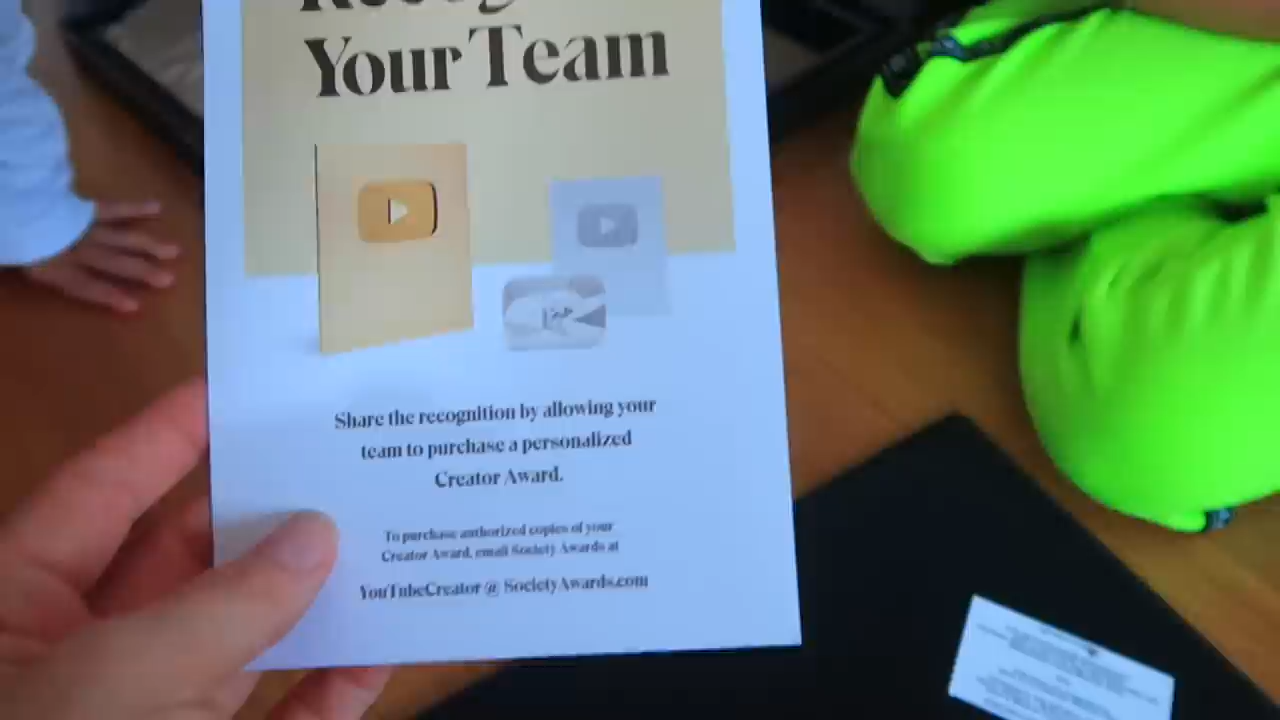 Your Team
Share the recognition by allowing your
team to purchase a personalized
Creator Award.
To purchase authorized copies of your
Creator Award, email Society Awards at
YouTubeCreator @ SocietyAwards.com